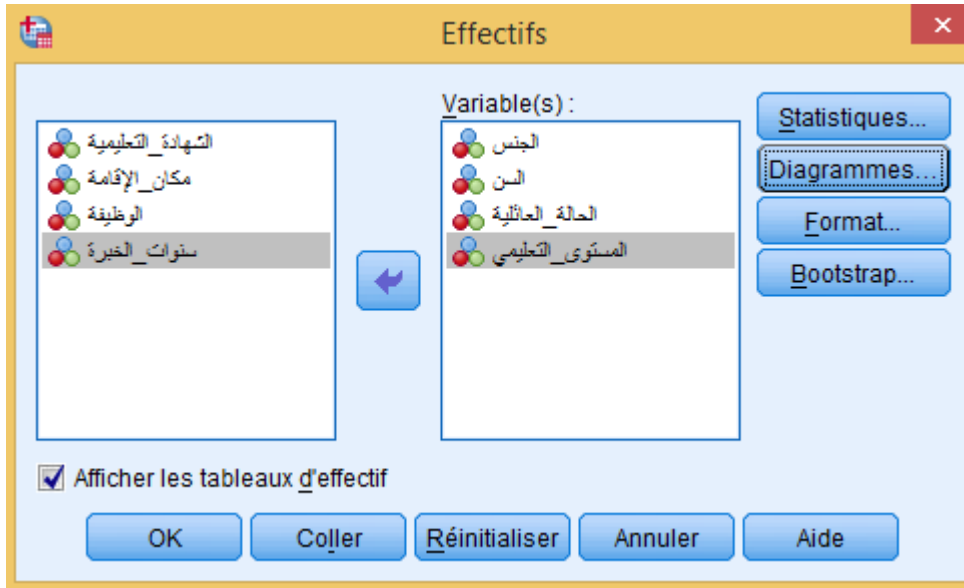 Effectifs
Variable(s) :
الشهادة_التعليمية
مكان_الإقامة
الوظيفة
سنوات_الخبرة
الجنس
السن
الحالة_العائلية
المستوى_التعليمي
Statistiques...
Diagrammes...
Format...
Bootstrap...
Afficher les tableaux d'effectif
OK Coller Réinitialiser Annuler Aide